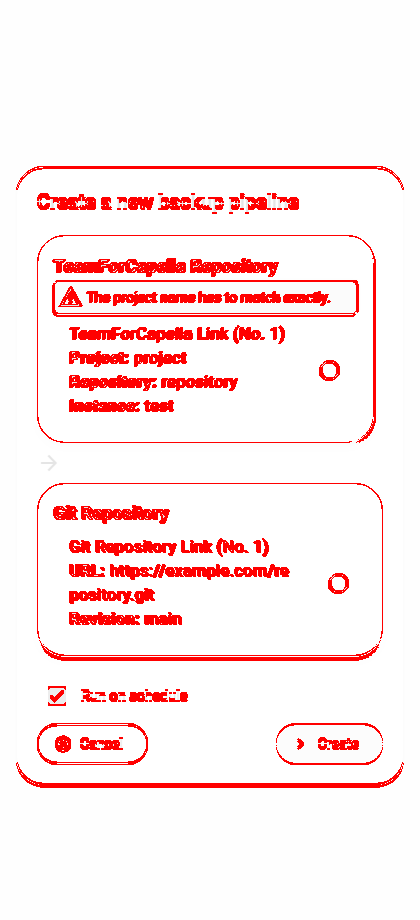 Create a new backup pipeline
TeamForCapella Repository
The project name has to match exactly.
TeamForCapella Link (No. 1)
Project: project
Repository: repository
Instance: test
Git Repository
Git Repository Link (No. 1)
URL: https://example.com/re
pository.git
Revision: main
Run on schedule
Cancel
Create